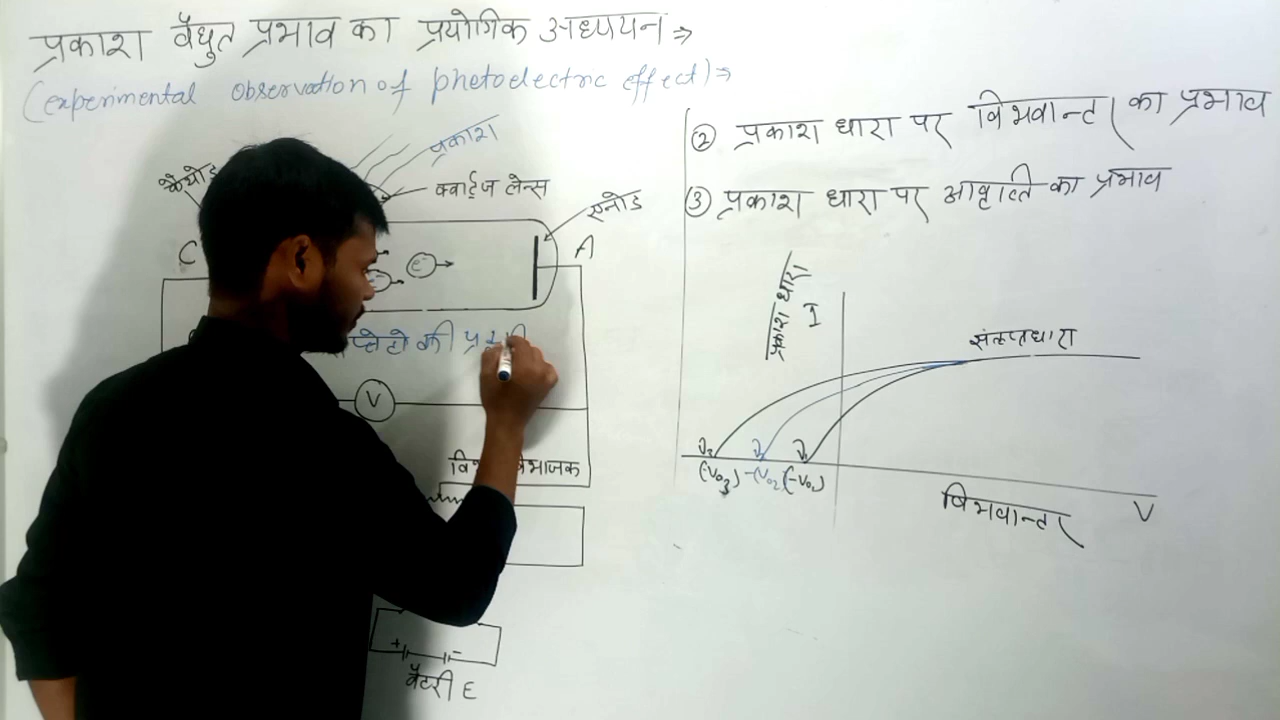 प्रकाश वैधुत प्रभाव का प्रयोगिक अध्ययन ⇒
(experimental observation of photoelectric effect) ⇒
प्रकाश
क्वार्ट्ज लेन्स
एनोड
C
A
e⁻
प्लेटो की
V
बैटरी E
+ -
② प्रकाश धारा पर विभवान्तर का प्रभाव
③ प्रकाश धारा पर आवृत्ति का प्रभाव
प्रकाश धारा
I
संतृप्तधारा
(-V₀₃) -(V₀₂) (-V₀₁)
विभवान्तर
V